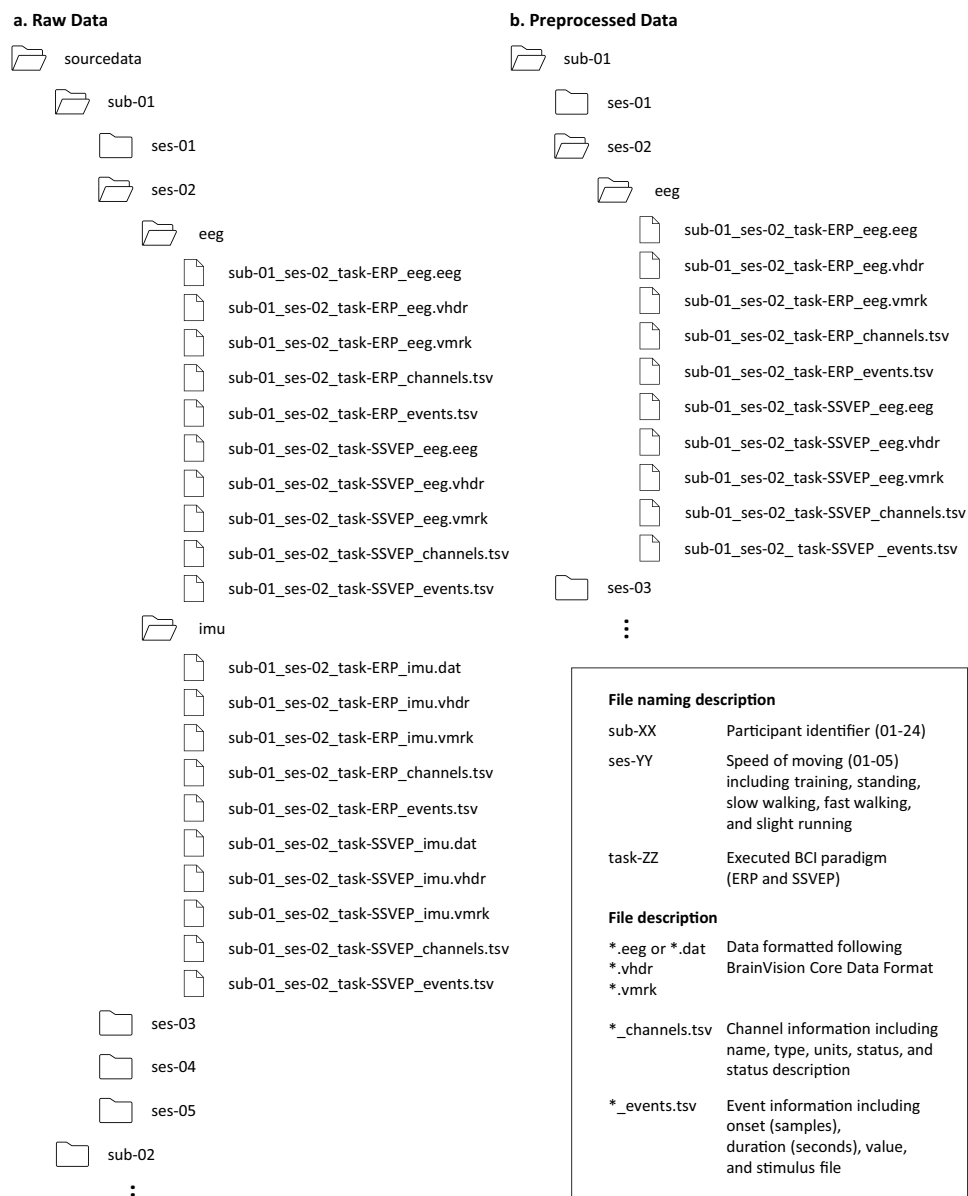 a. Raw Data
sourcedata
sub-01
ses-01
ses-02
eeg
sub-01_ses-02_task-ERP_eeg.eeg
sub-01_ses-02_task-ERP_eeg.vhdr
sub-01_ses-02_task-ERP_eeg.vmrk
sub-01_ses-02_task-ERP_channels.tsv
sub-01_ses-02_task-ERP_events.tsv
sub-01_ses-02_task-SSVEP_eeg.eeg
sub-01_ses-02_task-SSVEP_eeg.vhdr
sub-01_ses-02_task-SSVEP_eeg.vmrk
sub-01_ses-02_task-SSVEP_channels.tsv
sub-01_ses-02_task-SSVEP_events.tsv
imu
sub-01_ses-02_task-ERP_imu.dat
sub-01_ses-02_task-ERP_imu.vhdr
sub-01_ses-02_task-ERP_imu.vmrk
sub-01_ses-02_task-ERP_channels.tsv
sub-01_ses-02_task-ERP_events.tsv
sub-01_ses-02_task-SSVEP_imu.dat
sub-01_ses-02_task-SSVEP_imu.vhdr
sub-01_ses-02_task-SSVEP_imu.vmrk
sub-01_ses-02_task-SSVEP_channels.tsv
sub-01_ses-02_task-SSVEP_events.tsv
ses-03
ses-04
ses-05
sub-02
⋮
b. Preprocessed Data
sub-01
ses-01
ses-02
eeg
sub-01_ses-02_task-ERP_eeg.eeg
sub-01_ses-02_task-ERP_eeg.vhdr
sub-01_ses-02_task-ERP_eeg.vmrk
sub-01_ses-02_task-ERP_channels.tsv
sub-01_ses-02_task-ERP_events.tsv
sub-01_ses-02_task-SSVEP_eeg.eeg
sub-01_ses-02_task-SSVEP_eeg.vhdr
sub-01_ses-02_task-SSVEP_eeg.vmrk
sub-01_ses-02_task-SSVEP_channels.tsv
sub-01_ses-02_ task-SSVEP _events.tsv
ses-03
⋮
File naming description
sub-XX Participant identifier (01-24)
ses-YY Speed of moving (01-05)
including training, standing,
slow walking, fast walking,
and slight running
task-ZZ Executed BCI paradigm
(ERP and SSVEP)
File description
*.eeg or *.dat Data formatted following
*.vhdr BrainVision Core Data Format
*.vmrk
*_channels.tsv Channel information including
name, type, units, status, and
status description
*_events.tsv Event information including
onset (samples),
duration (seconds), value,
and stimulus file